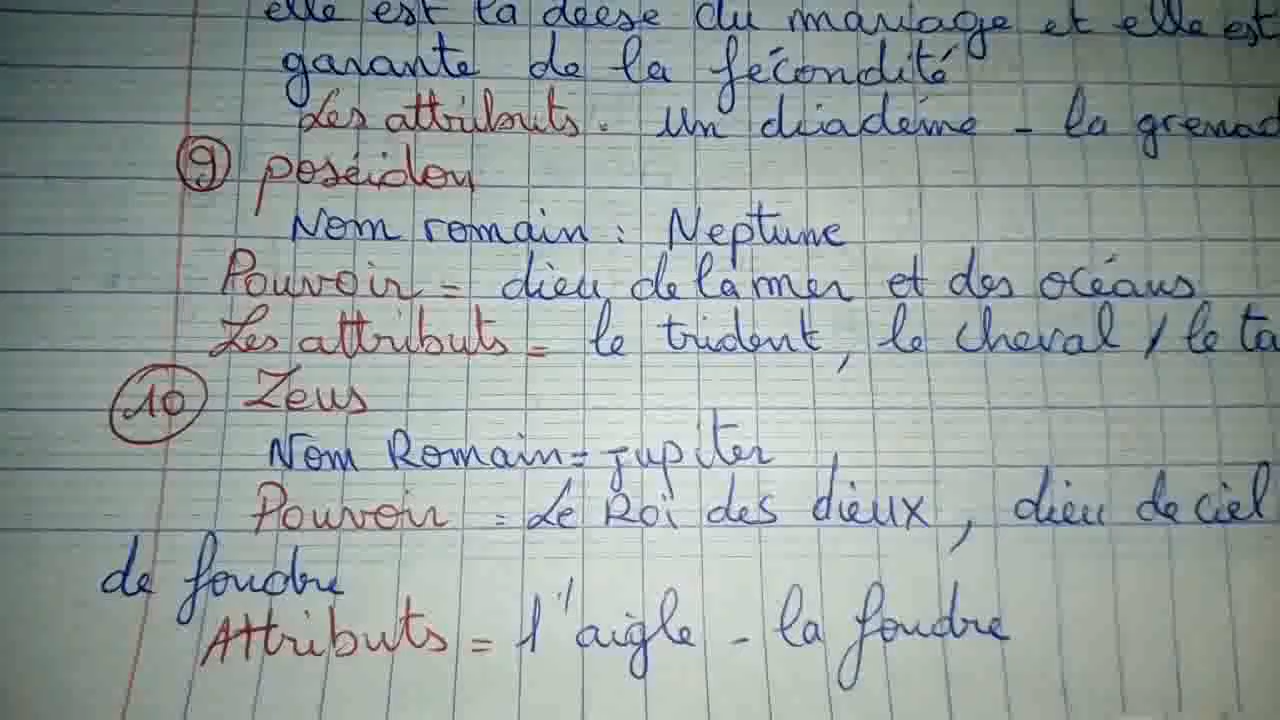 elle est la déese du mariage et elle est
garante de la fécondité
Les attributs. un diadème - la grenad
⑨ poséidon
Nom romain : Neptune
Pouvoir = dieu de la mer et des océans
Les attributs = le trident, le cheval / le ta
⑩ Zeus
Nom Romain = jupiter
Pouvoir = Le Roi des dieux, dieu de ciel
de foudre
Attributs = l'aigle - la foudre